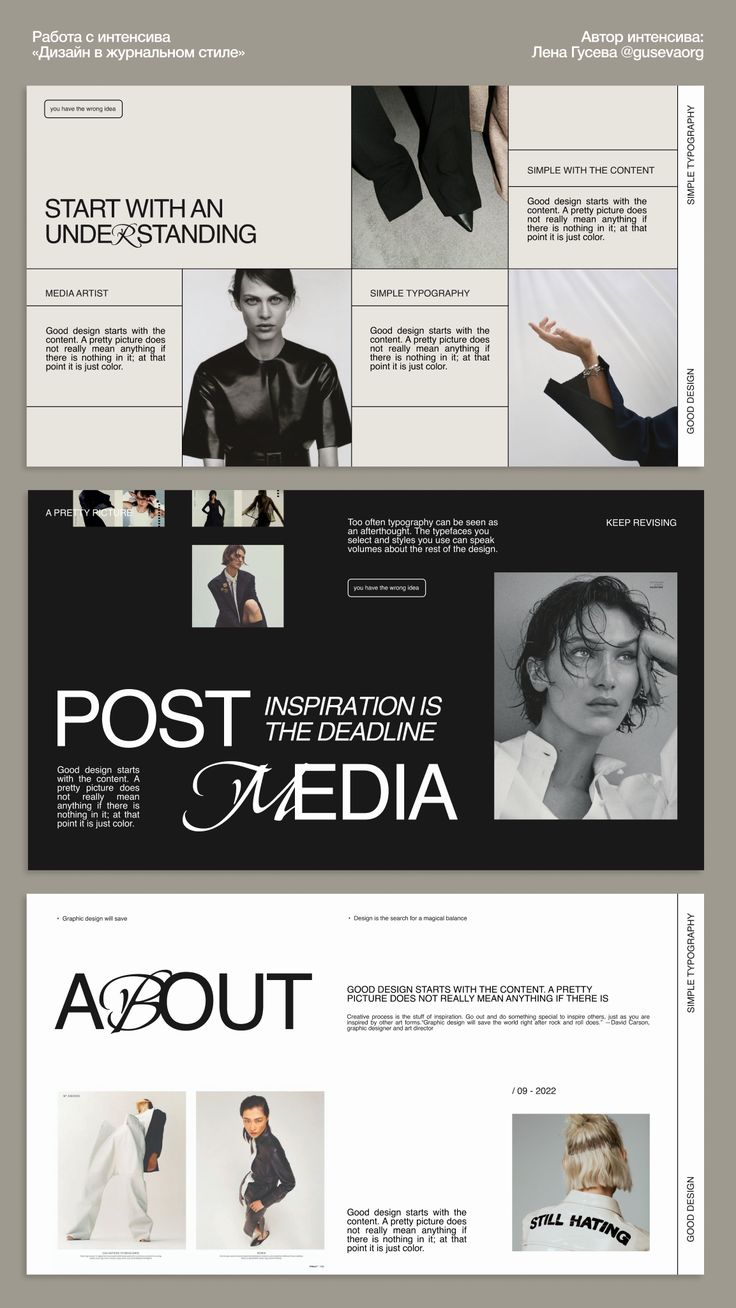 Работа с интенсива
«Дизайн в журнальном стиле»
Автор интенсива:
Лена Гусева @gusevaorg
you have the wrong idea
START WITH AN
UNDERSTANDING
SIMPLE WITH THE CONTENT
Good design starts with the
content. A pretty picture does
not really mean anything if
there is nothing in it; at that
point it is just color.
SIMPLE TYPOGRAPHY
GOOD DESIGN
MEDIA ARTIST
Good design starts with the
content. A pretty picture does
not really mean anything if
there is nothing in it; at that
point it is just color.
SIMPLE TYPOGRAPHY
Good design starts with the
content. A pretty picture does
not really mean anything if
there is nothing in it; at that
point it is just color.
A PRETTY PICTURE
Too often typography can be seen as
an afterthought. The typefaces you
select and styles you use can speak
volumes about the rest of the design.
KEEP REVISING
you have the wrong idea
POST
INSPIRATION IS
THE DEADLINE
MEDIA
Good design starts
with the content. A
pretty picture does
not really mean
anything if there is
nothing in it; at that
point it is just color.
• Graphic design will save
• Design is the search for a magical balance
ABOUT
GOOD DESIGN STARTS WITH THE CONTENT. A PRETTY
PICTURE DOES NOT REALLY MEAN ANYTHING IF THERE IS
Creative process is the stuff of inspiration. Go out and do something special to inspire others, just as you are
inspired by other art forms."Graphic design will save the world right after rock and roll does." —David Carson,
graphic designer and art director
SIMPLE TYPOGRAPHY
GOOD DESIGN
/ 09 - 2022
STILL HATING
Good design starts with the
content. A pretty picture does
not really mean anything if
there is nothing in it; at that
point it is just color.